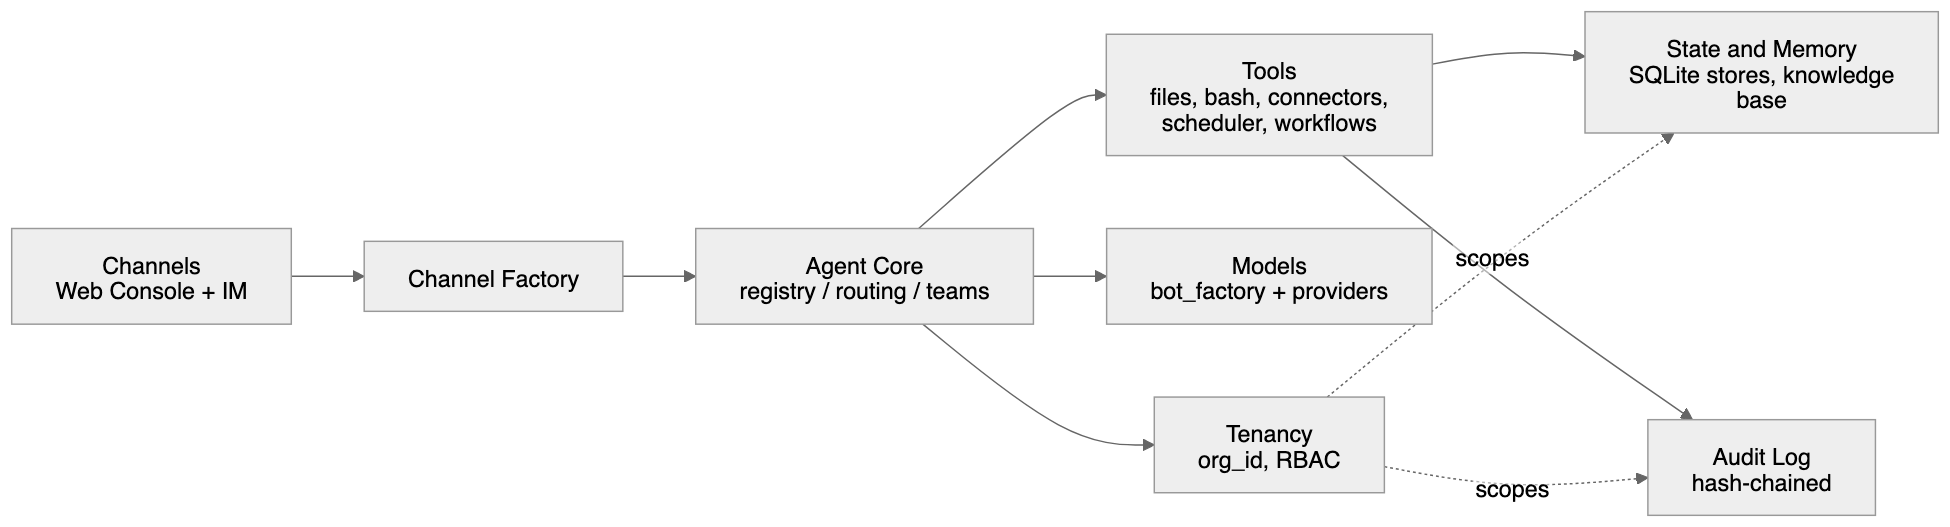 Channels
Web Console + IM
Channel Factory
Agent Core
registry / routing / teams
Tools
files, bash, connectors,
scheduler, workflows
Models
bot_factory + providers
Tenancy
org_id, RBAC
scopes
scopes
State and Memory
SQLite stores, knowledge
base
Audit Log
hash-chained